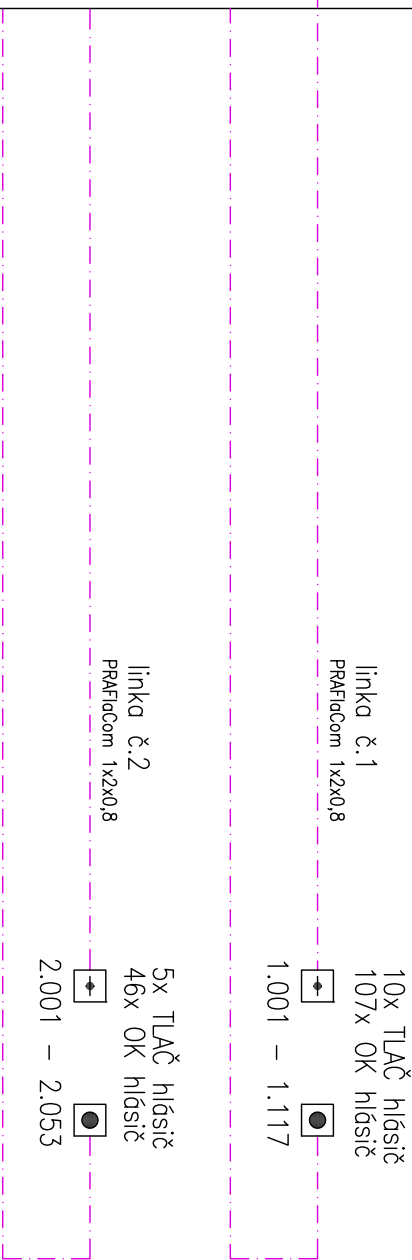 linka č.1
PRAFlaCom 1x2x0,8
10x TLAČ hlásič
107x OK hlásič
1.001 – 1.117
linka č.2
PRAFlaCom 1x2x0,8
5x TLAČ hlásič
46x OK hlásič
2.001 – 2.053